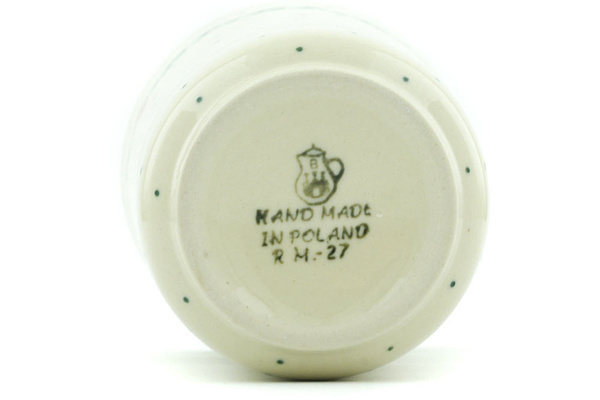 B
HAND MADE
IN POLAND
R M.-27